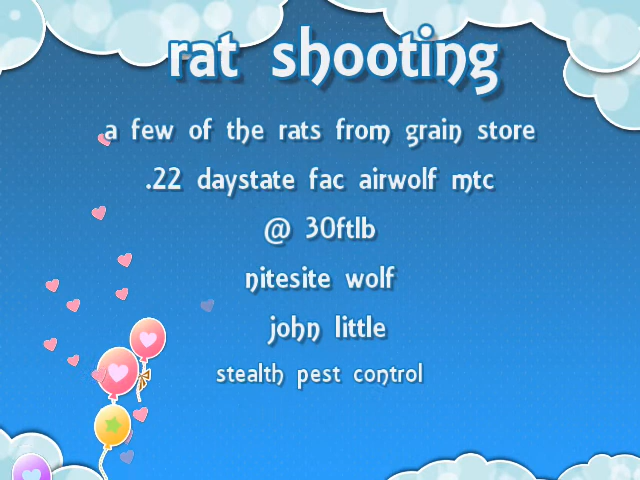 rat shooting
a few of the rats from grain store
.22 daystate fac airwolf mtc
@ 30ftlb
nitesite wolf
john little
stealth pest control